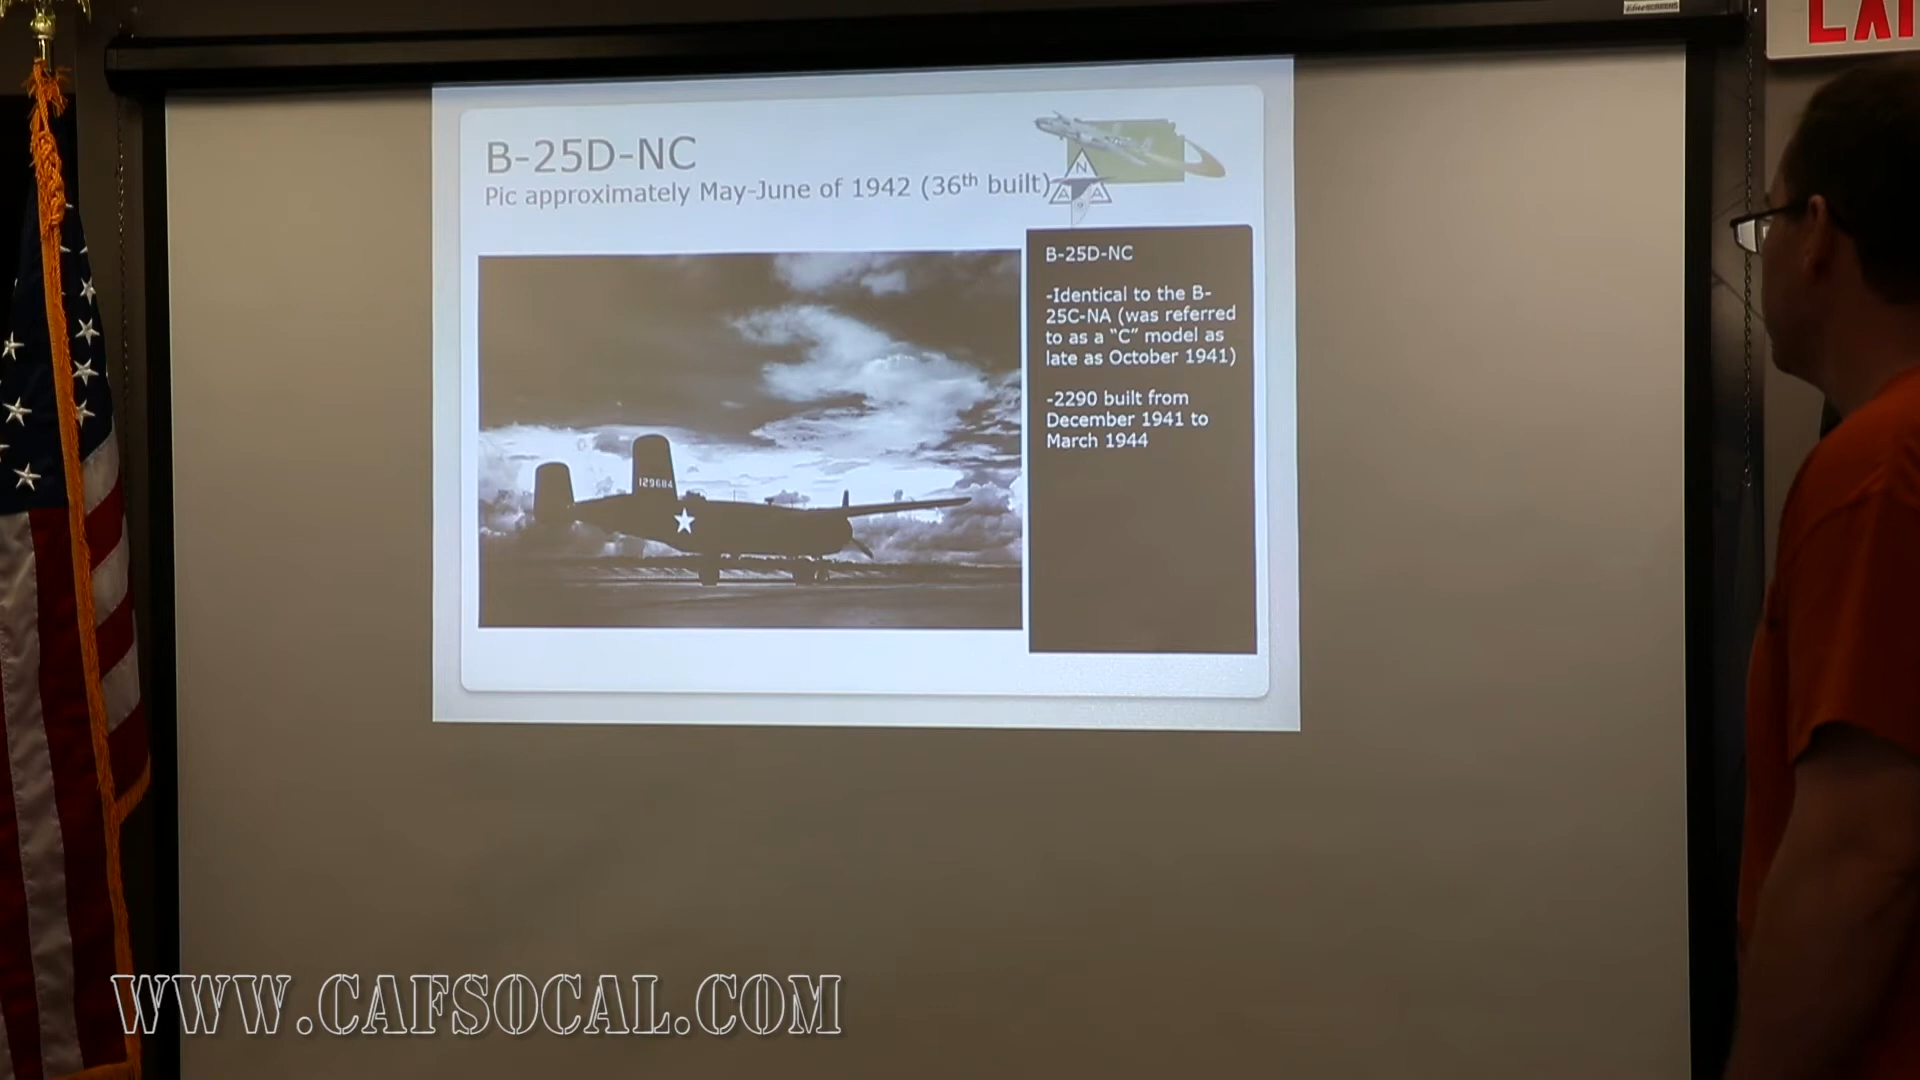 EXI
B-25D-NC
Pic approximately May-June of 1942 (36th built)
N
A A
B-25D-NC
-Identical to the B-
25C-NA (was referred
to as a “C” model as
late as October 1941)
-2290 built from
December 1941 to
March 1944
129684
WWW.CAFSOCAL.COM